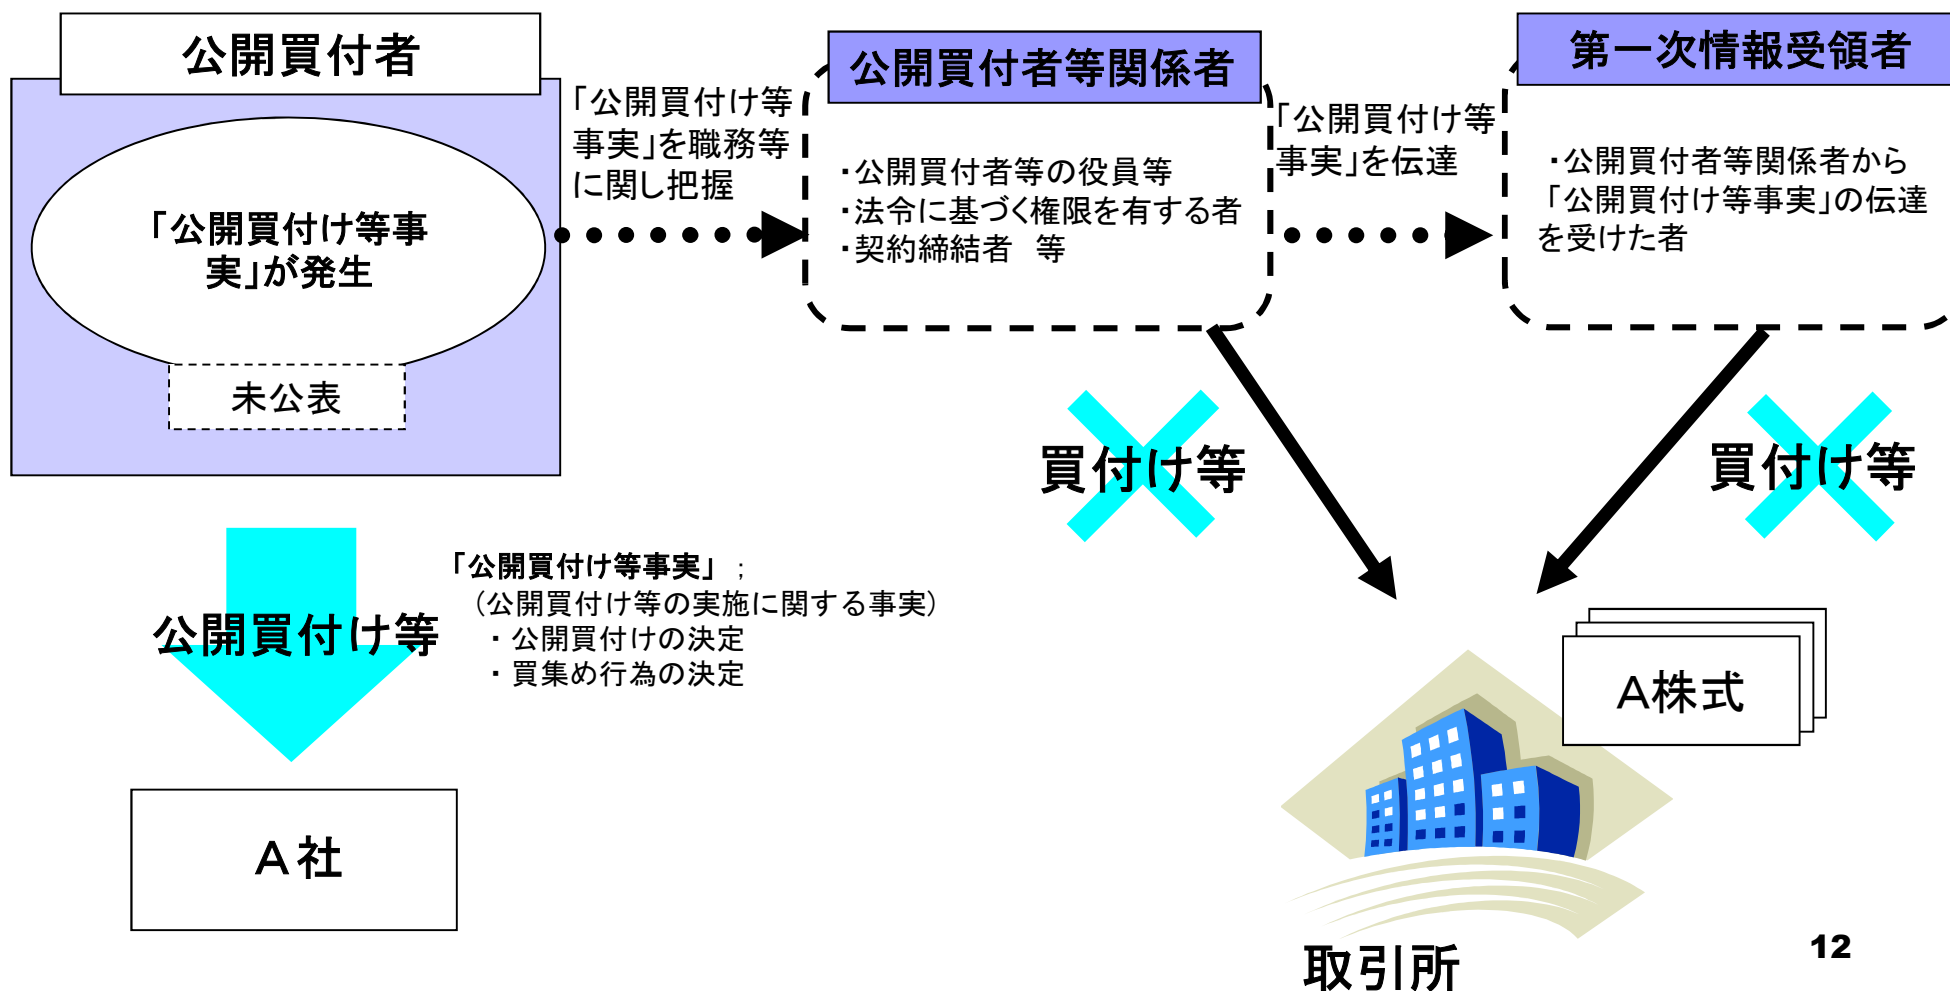 公開買付者
「公開買付け等事
実」が発生
未公表
「公開買付け等
事実」を職務等
に関し把握
公開買付者等関係者
・公開買付者等の役員等
・法令に基づく権限を有する者
・契約締結者　等
「公開買付け等
事実」を伝達
第一次情報受領者
・公開買付者等関係者から
「公開買付け等事実」の伝達
を受けた者
買付け等
買付け等
公開買付け等
「公開買付け等事実」；
（公開買付け等の実施に関する事実）
・公開買付けの決定
・買集め行為の決定
A株式
A社
取引所
12